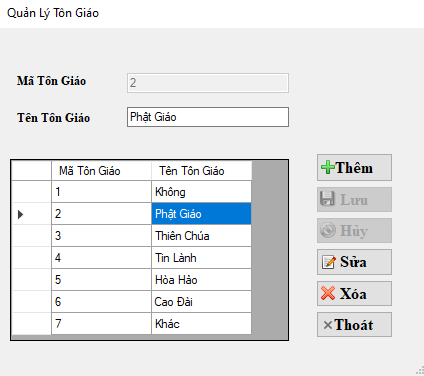 Quản Lý Tôn Giáo
Mã Tôn Giáo 2
Tên Tôn Giáo Phật Giáo
Mã Tôn Giáo Tên Tôn Giáo
1 Không
2 Phật Giáo
3 Thiên Chúa
4 Tin Lành
5 Hòa Hảo
6 Cao Đài
7 Khác
Thêm
Lưu
Hủy
Sửa
Xóa
Thoát